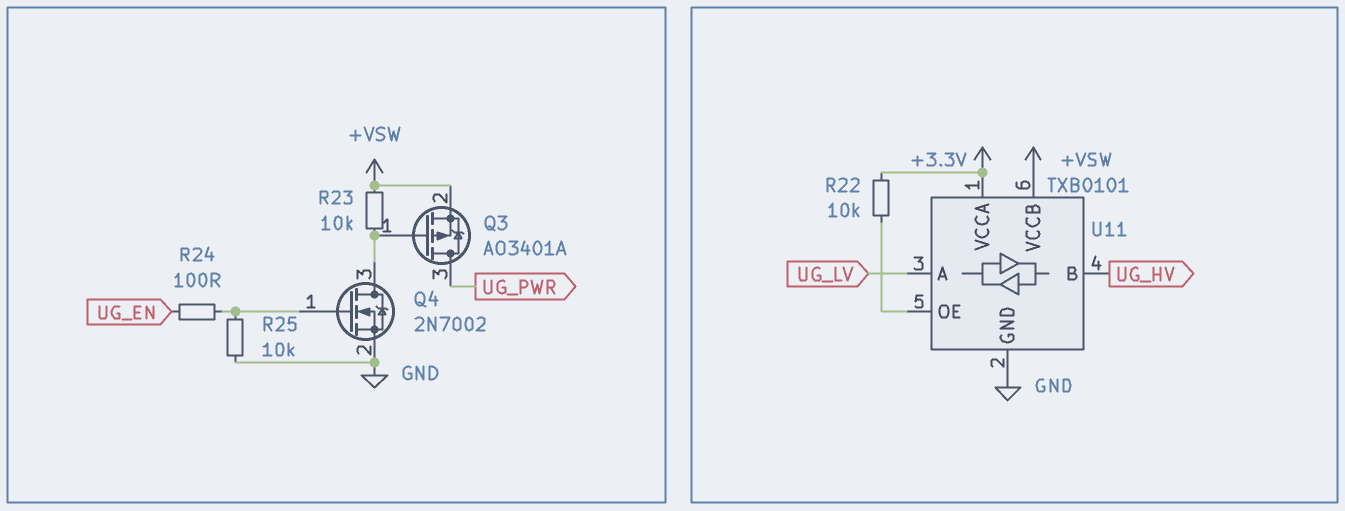 +VSW
R23
10k
1
2
Q3
AO3401A
3
UG_PWR
R24
100R
UG_EN
R25
10k
1
3
Q4
2N7002
2
GND
+3.3V
+VSW
TXB0101
R22
10k
1
6
U11
VCCA
VCCB
UG_LV
3
A
B
4
UG_HV
5
OE
GND
2
GND